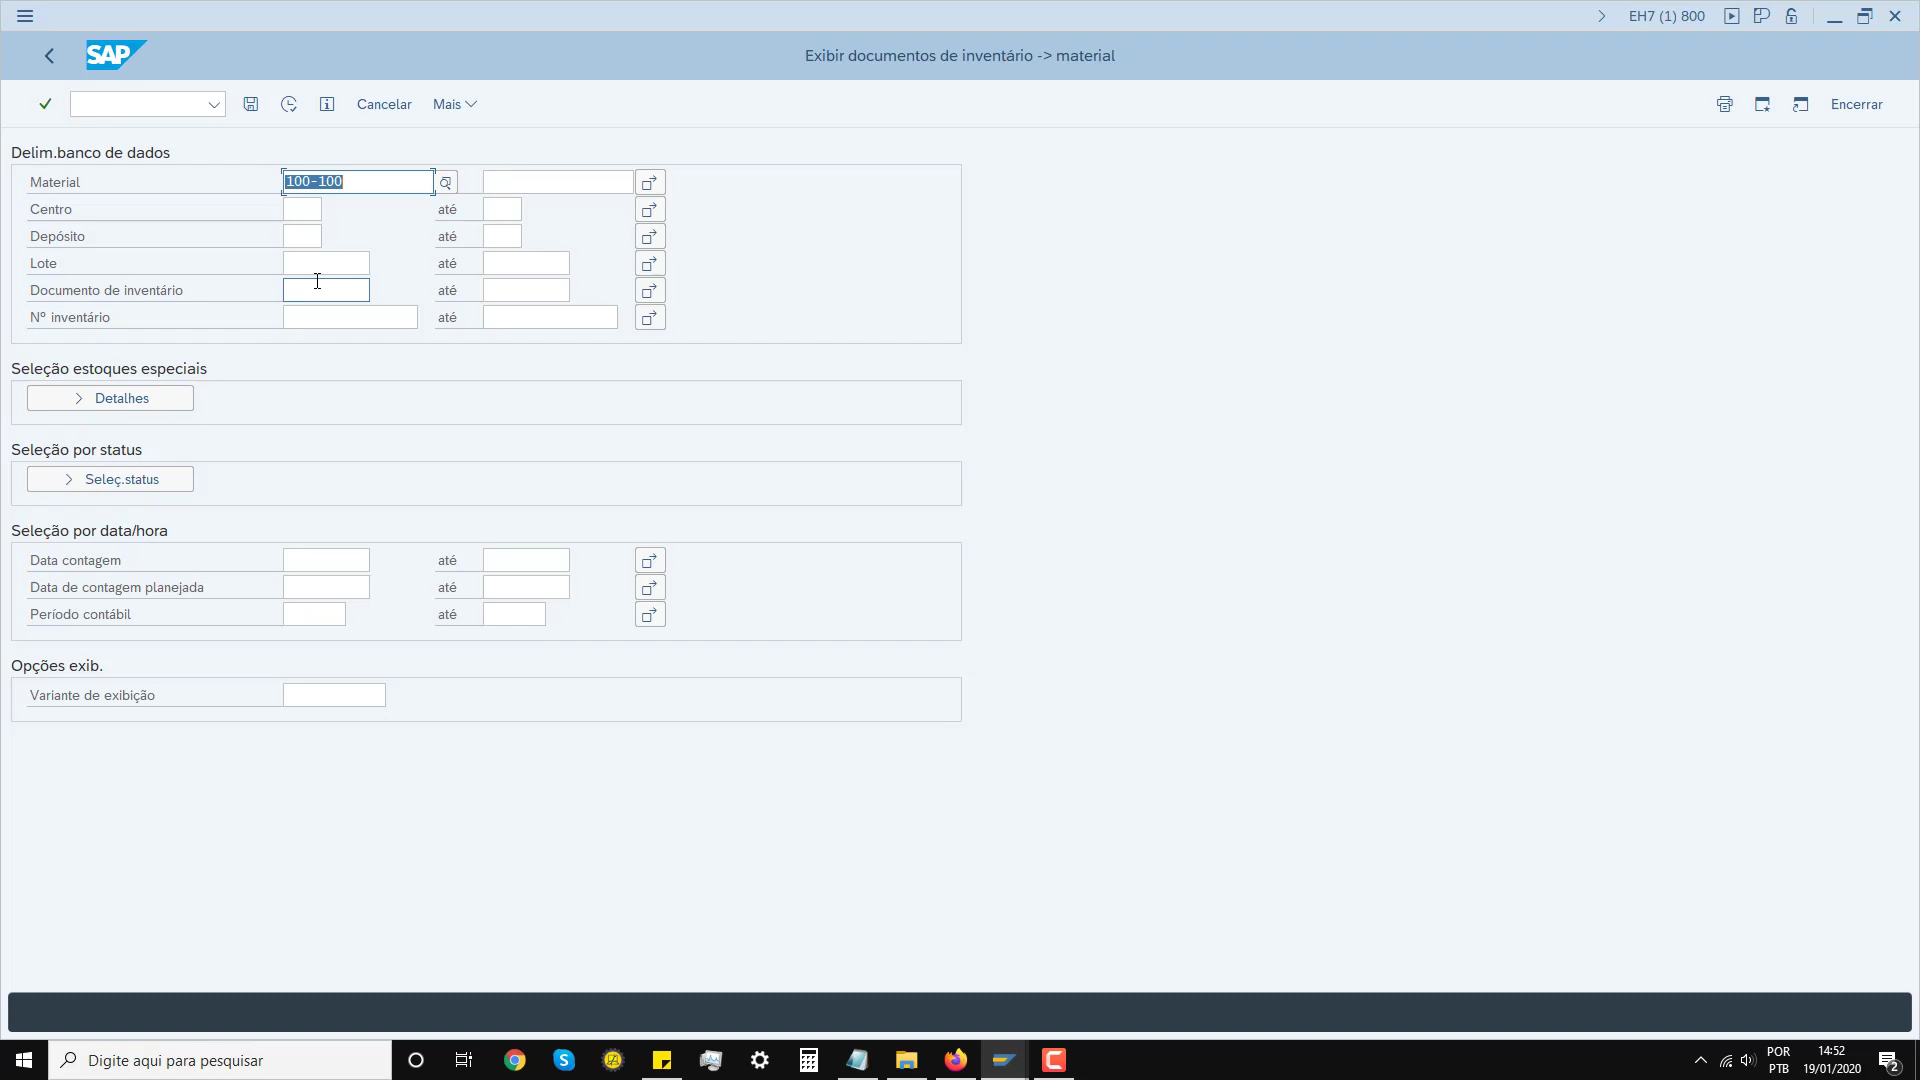 EH7 (1) 800
SAP
Exibir documentos de inventário -> material
Cancelar Mais Encerrar
Delim.banco de dados
Material 100-100
Centro até
Depósito até
Lote até
Documento de inventário até
Nº inventário até
Seleção estoques especiais
Detalhes
Seleção por status
Seleç.status
Seleção por data/hora
Data contagem até
Data de contagem planejada até
Período contábil até
Opções exib.
Variante de exibição
Digite aqui para pesquisar
POR
PTB
14:52
19/01/2020
2